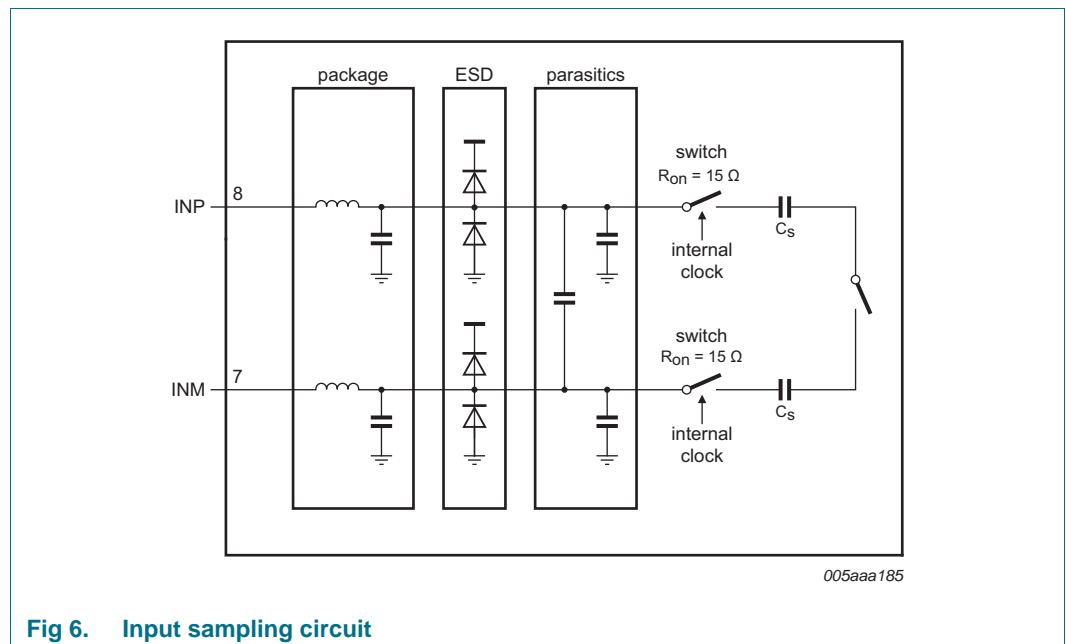 package ESD parasitics
switch
Ron = 15 Ω
8
INP
Cs
internal
clock
switch
Ron = 15 Ω
7
INM
Cs
internal
clock
005aaa185
Fig 6. Input sampling circuit